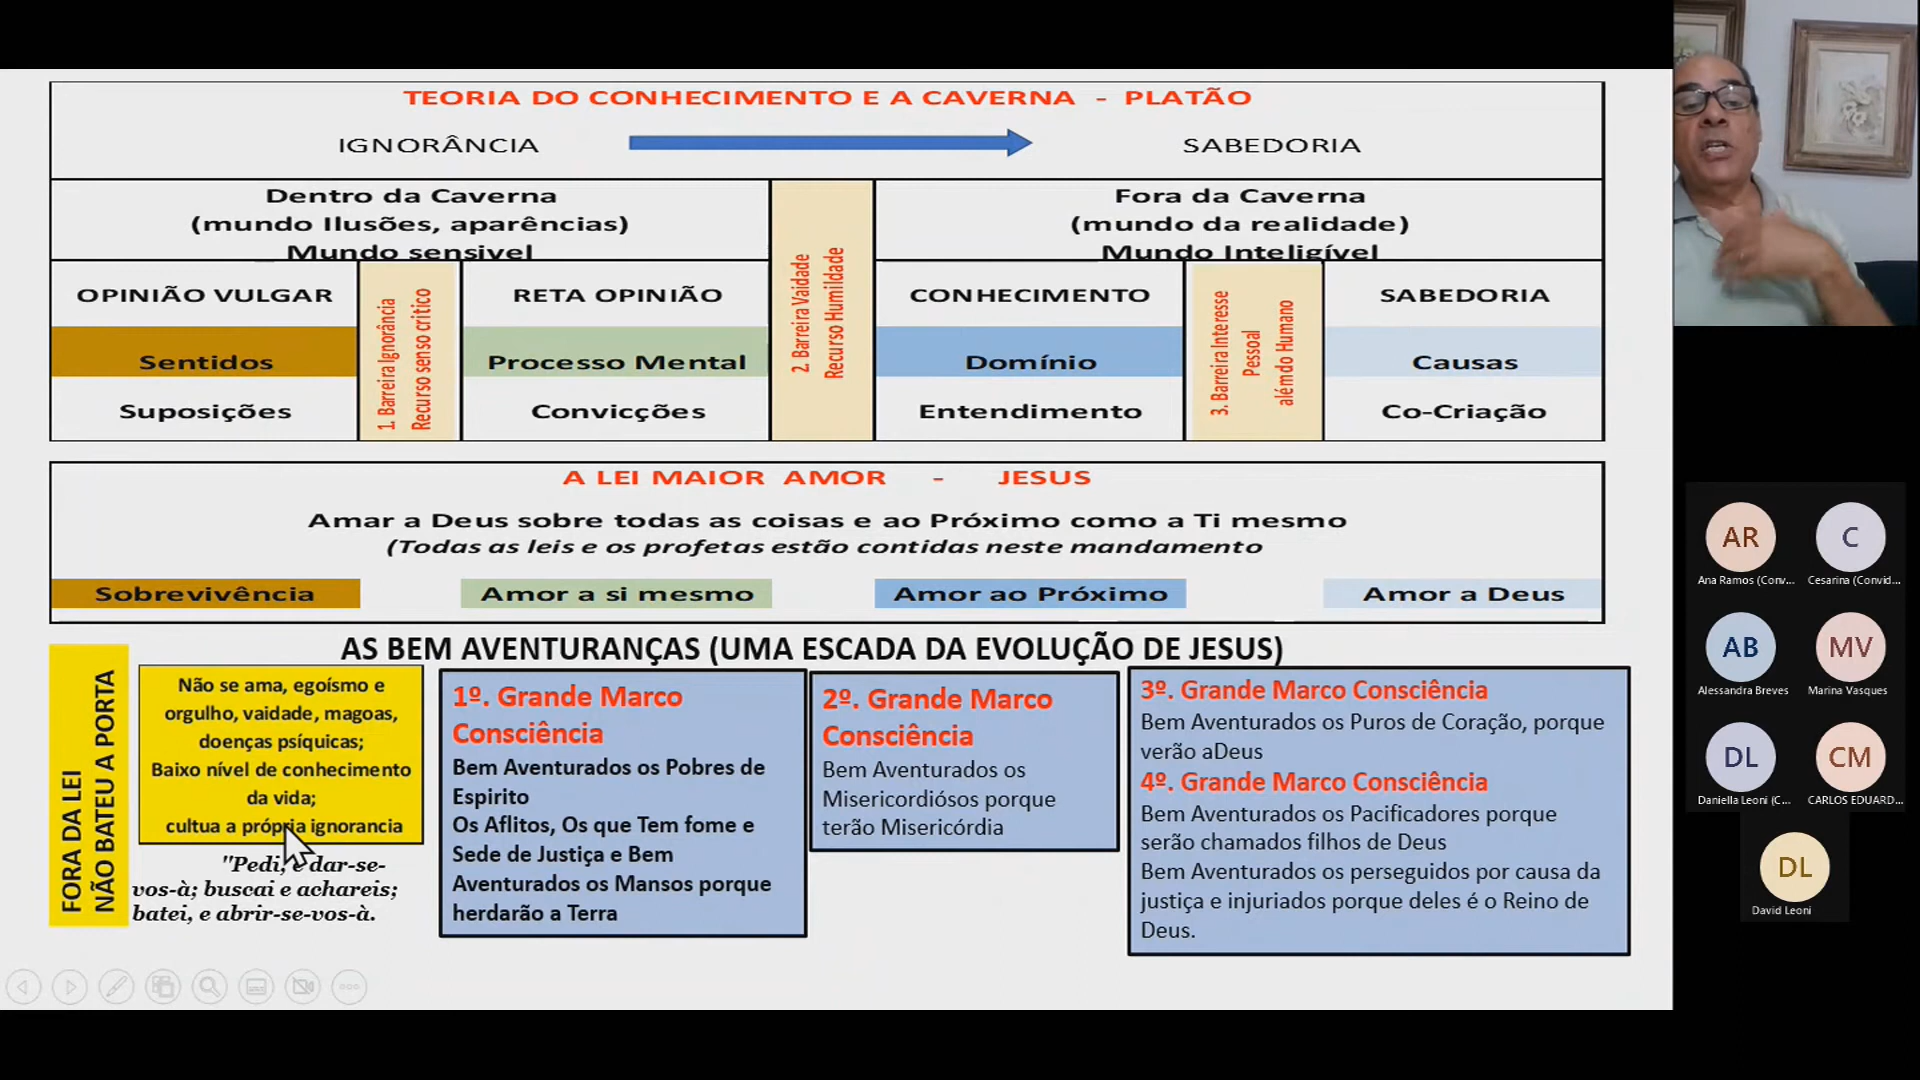 TEORIA DO CONHECIMENTO E A CAVERNA - PLATÃO
IGNORÂNCIA
SABEDORIA
Dentro da Caverna
(mundo Ilusões, aparências)
Mundo sensivel
Fora da Caverna
(mundo da realidade)
Mundo Inteligível
OPINIÃO VULGAR
Sentidos
Suposições
1. Barreira Ignorância
Recurso senso critico
RETA OPINIÃO
Processo Mental
Convicções
2. Barreira Vaidade
Recurso Humildade
CONHECIMENTO
Domínio
Entendimento
3. Barreira Interesse
Pessoal
alémdo Humano
SABEDORIA
Causas
Co-Criação
A LEI MAIOR AMOR - JESUS
Amar a Deus sobre todas as coisas e ao Próximo como a Ti mesmo
(Todas as leis e os profetas estão contidas neste mandamento
Sobrevivência
Amor a si mesmo
Amor ao Próximo
Amor a Deus
AS BEM AVENTURANÇAS (UMA ESCADA DA EVOLUÇÃO DE JESUS)
FORA DA LEI
NÃO BATEU A PORTA
Não se ama, egoísmo e
orgulho, vaidade, magoas,
doenças psíquicas;
Baixo nível de conhecimento
da vida;
cultua a própria ignorancia
"Pedi, e dar-se-
vos-à; buscai e achareis;
batei, e abrir-se-vos-à.
1º. Grande Marco
Consciência
Bem Aventurados os Pobres de
Espirito
Os Aflitos, Os que Tem fome e
Sede de Justiça e Bem
Aventurados os Mansos porque
herdarão a Terra
2º. Grande Marco
Consciência
Bem Aventurados os
Misericordiósos porque
terão Misericórdia
3º. Grande Marco Consciência
Bem Aventurados os Puros de Coração, porque
verão aDeus
4º. Grande Marco Consciência
Bem Aventurados os Pacificadores porque
serão chamados filhos de Deus
Bem Aventurados os perseguidos por causa da
justiça e injuriados porque deles é o Reino de
Deus.
AR
Ana Ramos (Conv...
C
Cesarina (Convid...
AB
Alessandra Breves
MV
Marina Vasques
DL
Daniella Leoni (C...
CM
CARLOS EDUARD...
DL
David Leoni